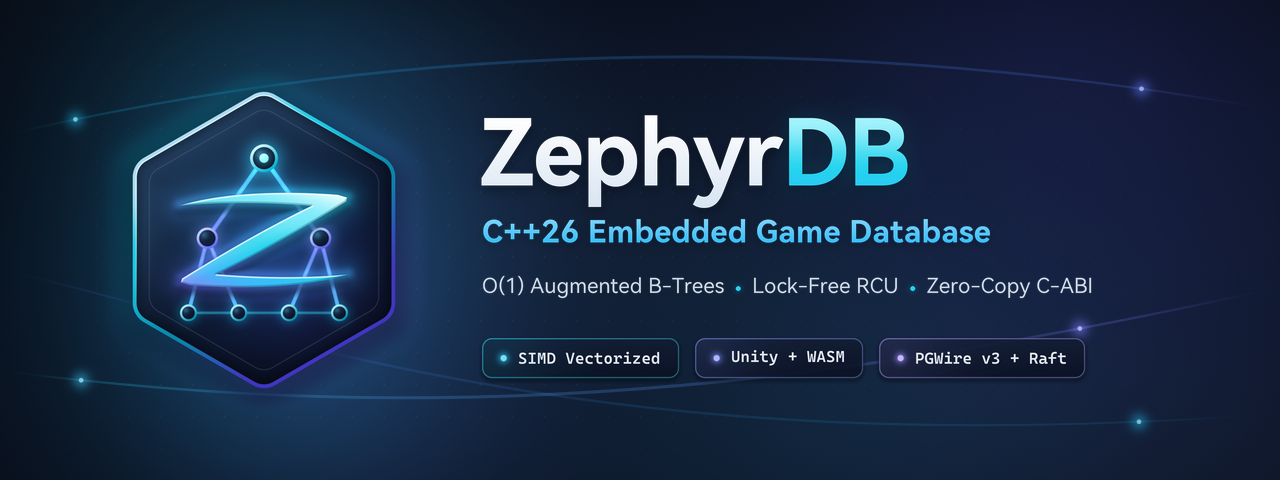 Z
ZephyrDB
C++26 Embedded Game Database
O(1) Augmented B-Trees • Lock-Free RCU • Zero-Copy C-ABI
SIMD Vectorized
Unity + WASM
PGWire v3 + Raft